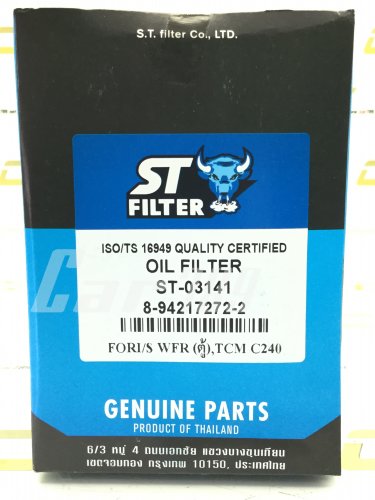 S.T. filter Co., LTD.
ST
FILTER
ISO/TS 16949 QUALITY CERTIFIED
OIL FILTER
ST-03141
8-94217272-2
FORI/S WFR (ตู้),TCM C240
GENUINE PARTS
PRODUCT OF THAILAND
6/3 หมู่ 4 ถนนเอกชัย แขวงบางขุนเทียน
เขตจอมทอง กรุงเทพ 10150, ประเทศไทย